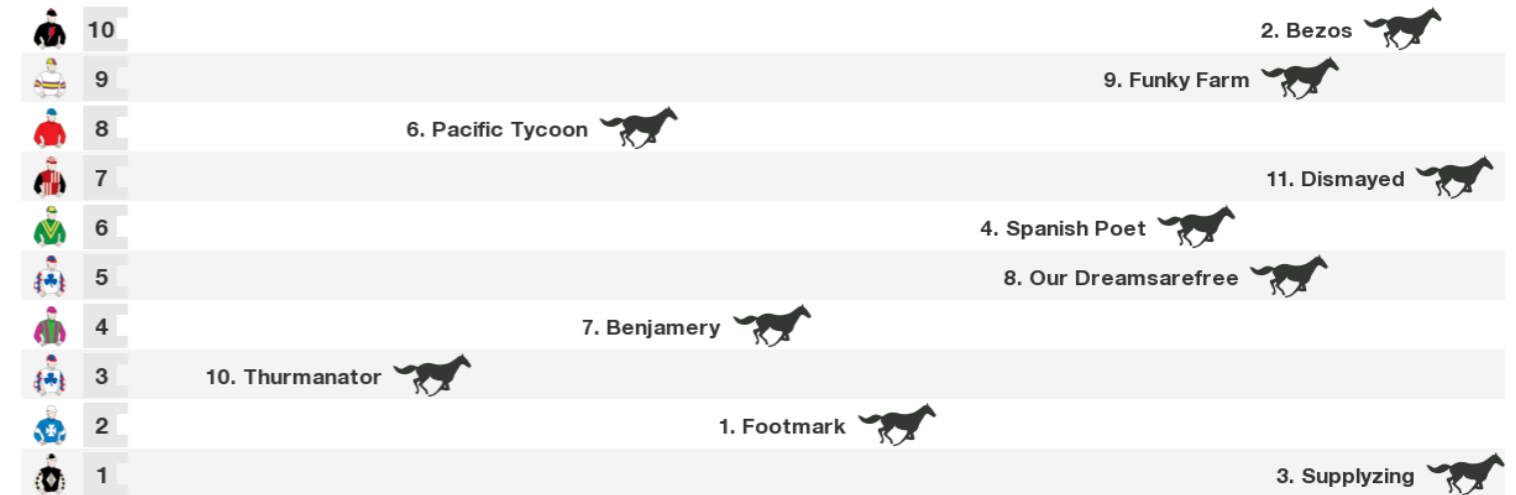 10 2. Bezos
9 9. Funky Farm
8 6. Pacific Tycoon
7 11. Dismayed
6 4. Spanish Poet
5 8. Our Dreamsarefree
4 7. Benjamery
3 10. Thurmanator
2 1. Footmark
1 3. Supplyzing